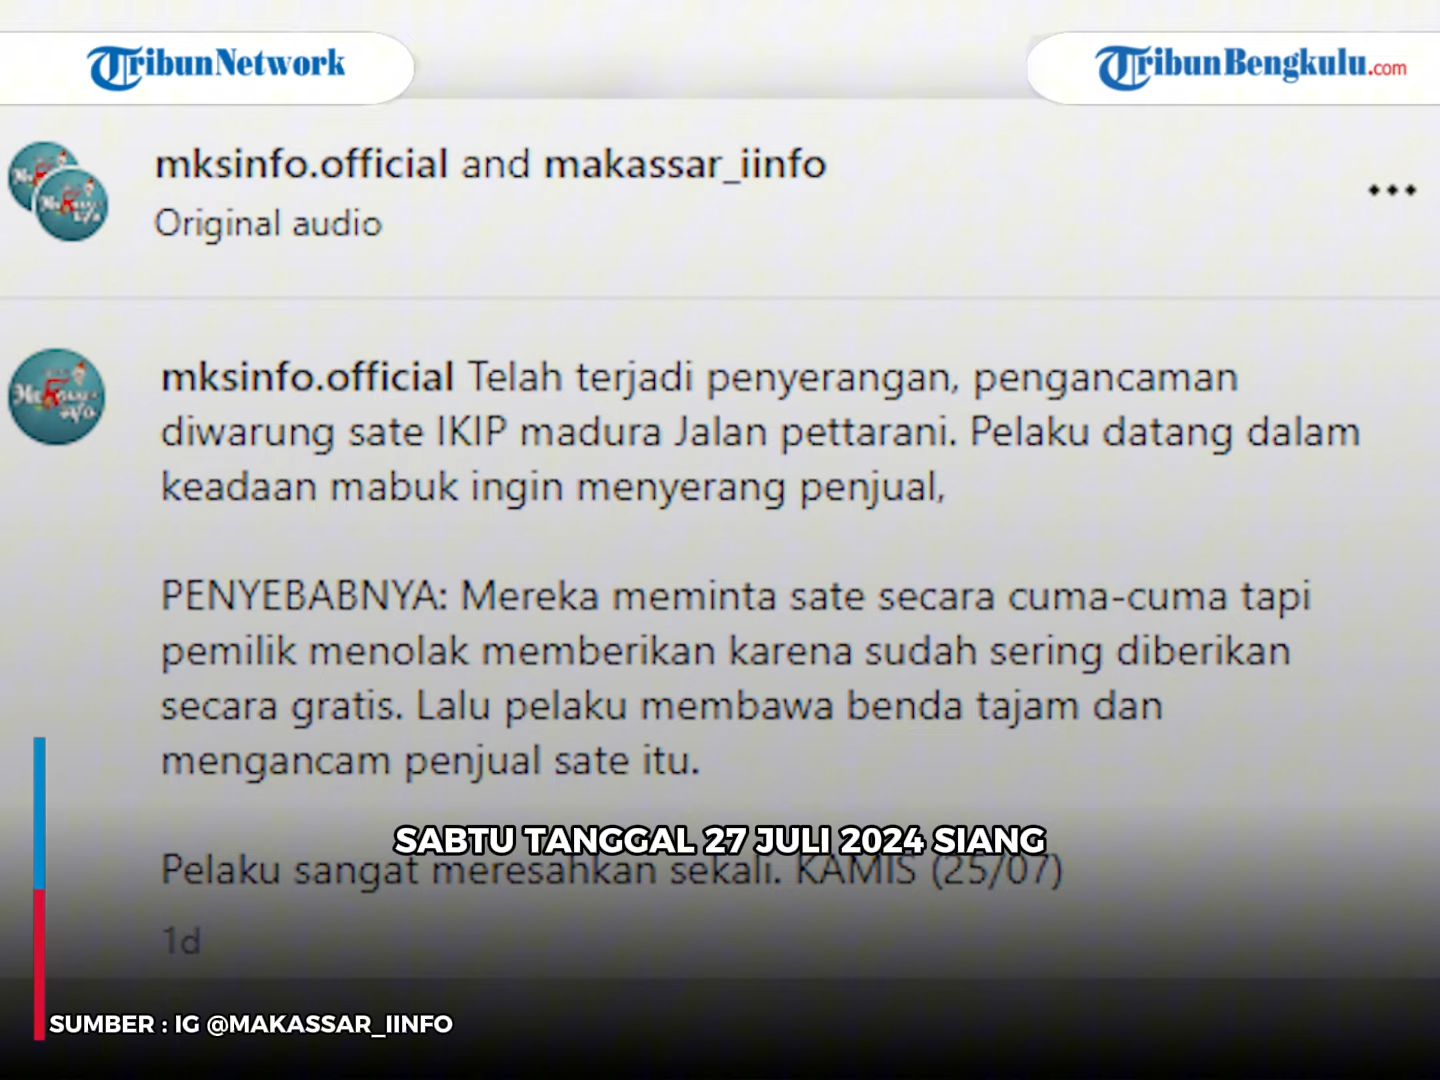 TribunNetwork
TribunBengkulu.com
mksinfo.official and makassar_iinfo
Original audio
mksinfo.official Telah terjadi penyerangan, pengancaman
diwarung sate IKIP madura Jalan pettarani. Pelaku datang dalam
keadaan mabuk ingin menyerang penjual,
PENYEBABNYA: Mereka meminta sate secara cuma-cuma tapi
pemilik menolak memberikan karena sudah sering diberikan
secara gratis. Lalu pelaku membawa benda tajam dan
mengancam penjual sate itu.
SABTU TANGGAL 27 JULI 2024 SIANG
Pelaku sangat meresahkan sekali. KAMIS (25/07)
1d
SUMBER : IG @MAKASSAR_IINFO